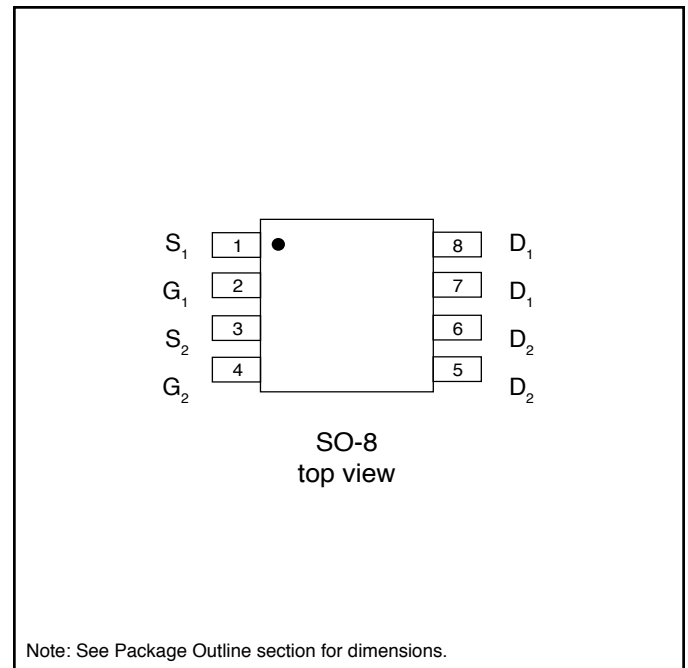 S₁ 1 8 D₁
G₁ 2 7 D₁
S₂ 3 6 D₂
G₂ 4 5 D₂
SO-8
top view
Note: See Package Outline section for dimensions.